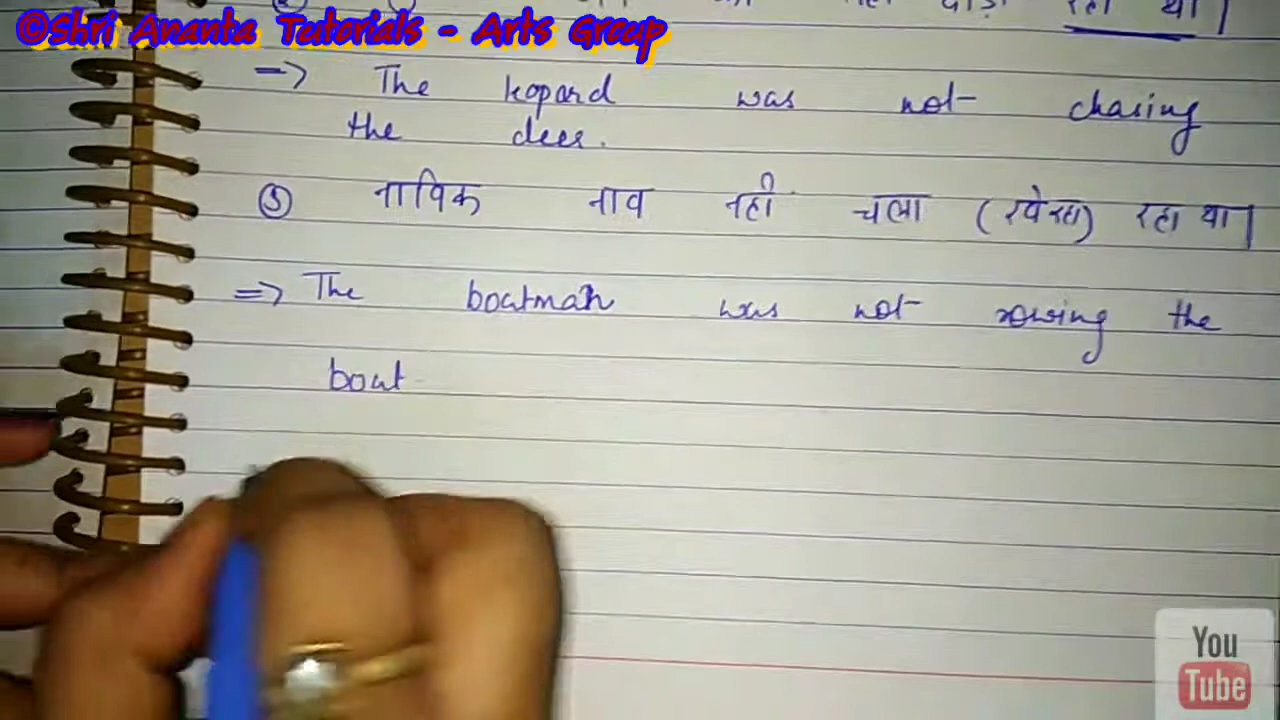 ©Shri Ananta Tutorials - Arts Group
रहा था|
=> The leopard was not chasing
the deer.
⑤ नाविक नाव नही चला (खे रहा) रहा था|
=> The boatman was not rowing the
boat
You
Tube